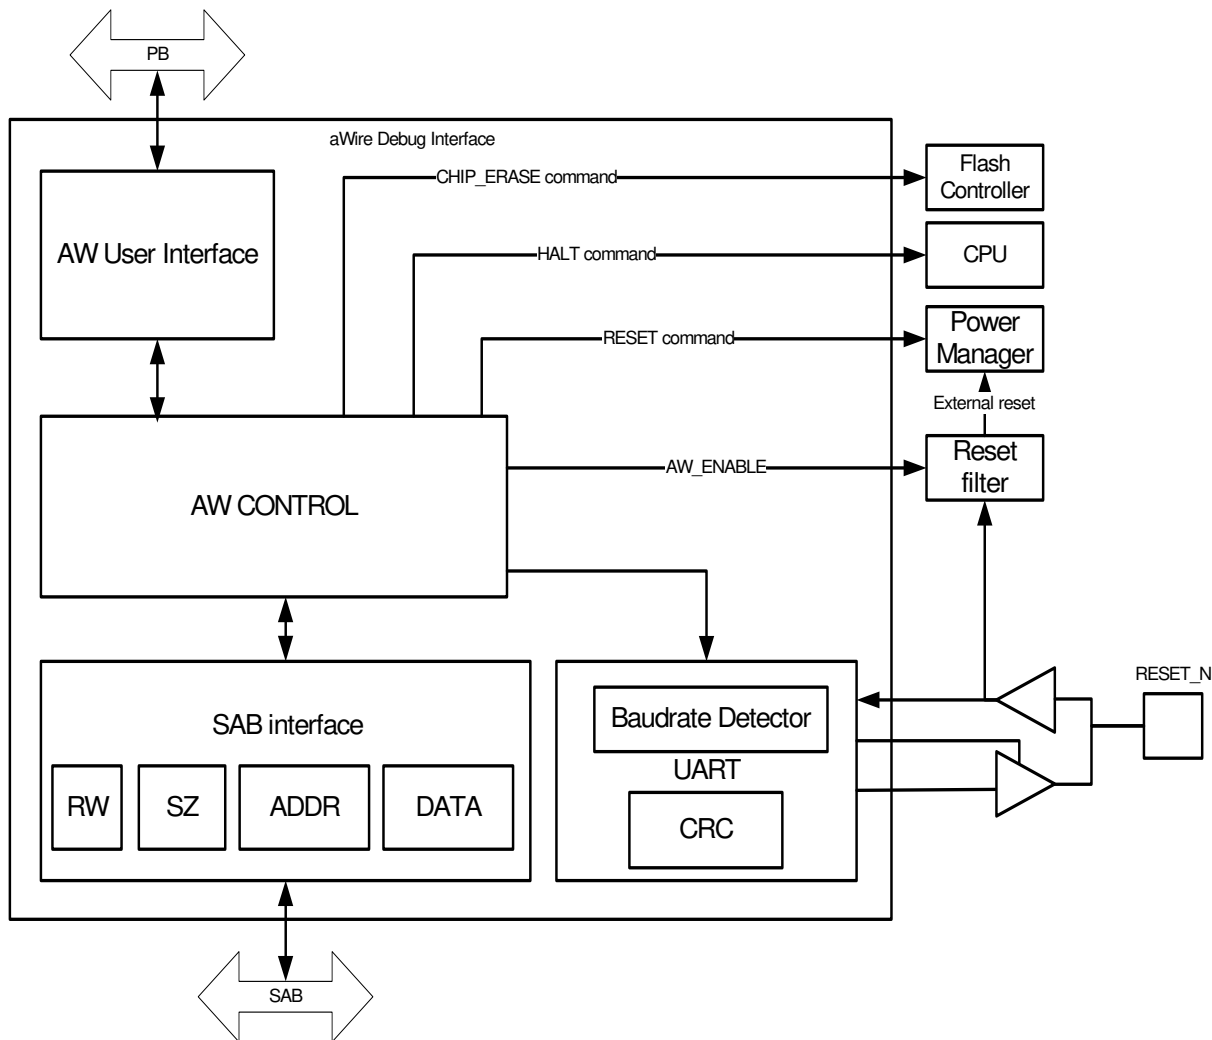 PB
aWire Debug Interface
AW User Interface
CHIP_ERASE command
Flash
Controller
HALT command
CPU
RESET command
Power
Manager
External reset
AW CONTROL
AW_ENABLE
Reset
filter
SAB interface
RW
SZ
ADDR
DATA
Baudrate Detector
UART
CRC
RESET_N
SAB